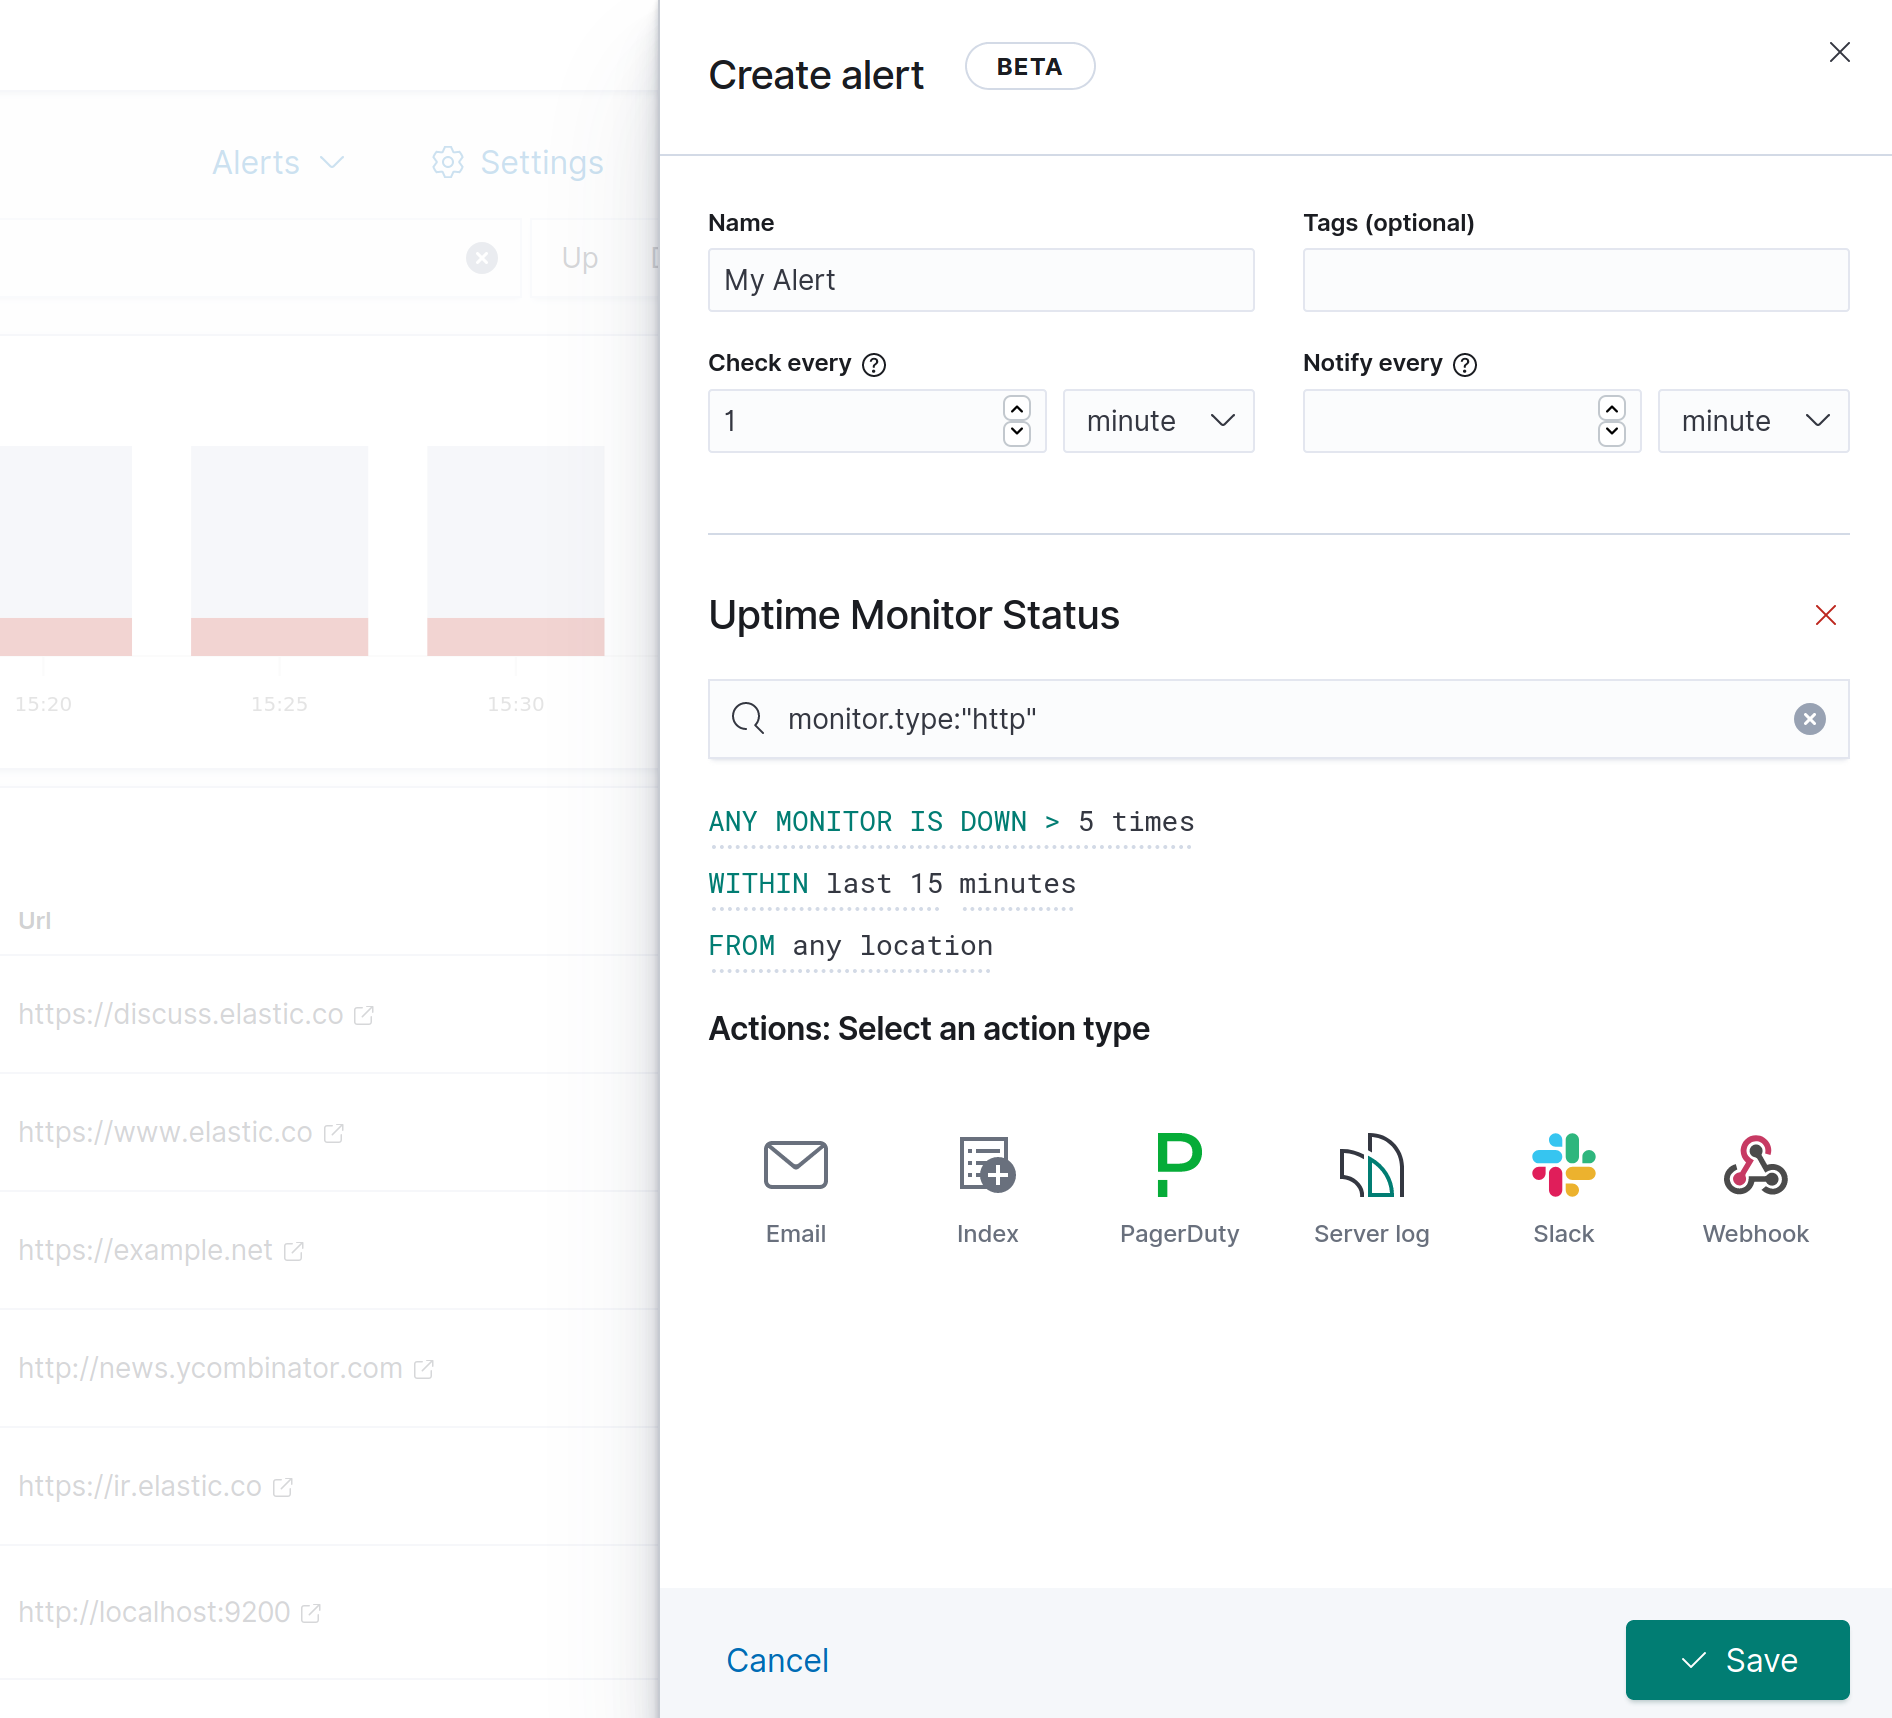 Create alert BETA
Alerts Settings
Up
Name Tags (optional)
My Alert
Check every Notify every
1 minute minute
15:20 15:25 15:30
Uptime Monitor Status
monitor.type:"http"
ANY MONITOR IS DOWN > 5 times
WITHIN last 15 minutes
FROM any location
Actions: Select an action type
Email Index PagerDuty Server log Slack Webhook
Url
https://discuss.elastic.co
https://www.elastic.co
https://example.net
http://news.ycombinator.com
https://ir.elastic.co
http://localhost:9200
Cancel Save